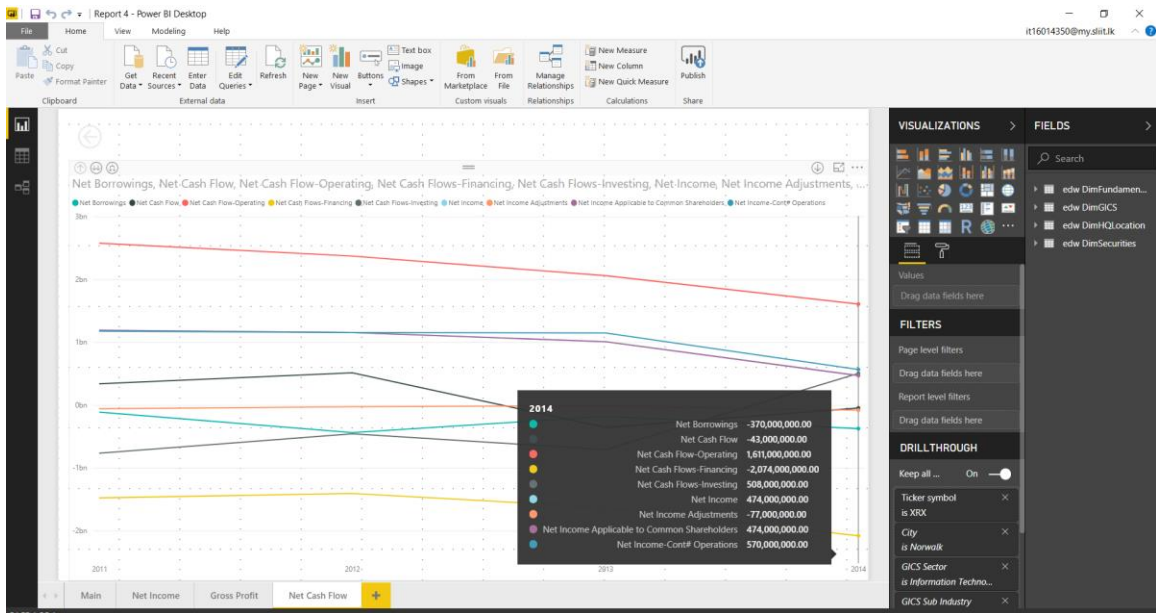 Report 4 - Power BI Desktop
File Home View Modeling Help
it16014350@my.sliit.lk
Paste
Cut
Copy
Format Painter
Get Data
Recent Sources
Enter Data
Edit Queries
Refresh
New Page
New Visual
Buttons
Text box
Image
Shapes
From Marketplace
From File
Manage Relationships
New Measure
New Column
New Quick Measure
Publish
Clipboard
External data
Insert
Custom visuals
Relationships
Calculations
Share
Net Borrowings, Net Cash Flow, Net Cash Flow-Operating, Net Cash Flows-Financing, Net Cash Flows-Investing, Net Income, Net Income Adjustments, ...
Net Borrowings Net Cash Flow Net Cash Flow-Operating Net Cash Flows-Financing Net Cash Flows-Investing Net Income Net Income Adjustments Net Income Applicable to Common Shareholders Net Income-Cont# Operations
3bn
2bn
1bn
0bn
-1bn
-2bn
2011 2012 2013 2014
2014
Net Borrowings -370,000,000.00
Net Cash Flow -43,000,000.00
Net Cash Flow-Operating 1,611,000,000.00
Net Cash Flows-Financing -2,074,000,000.00
Net Cash Flows-Investing 508,000,000.00
Net Income 474,000,000.00
Net Income Adjustments -77,000,000.00
Net Income Applicable to Common Shareholders 474,000,000.00
Net Income-Cont# Operations 570,000,000.00
Main Net Income Gross Profit Net Cash Flow +
VISUALIZATIONS
R
Values
Drag data fields here
FILTERS
Page level filters
Drag data fields here
Report level filters
Drag data fields here
DRILLTHROUGH
Keep all ... On
Ticker symbol
is XRX
City
is Norwalk
GICS Sector
is Information Techno...
GICS Sub Industry
FIELDS
Search
edw DimFundamen...
edw DimGICS
edw DimHQLocation
edw DimSecurities